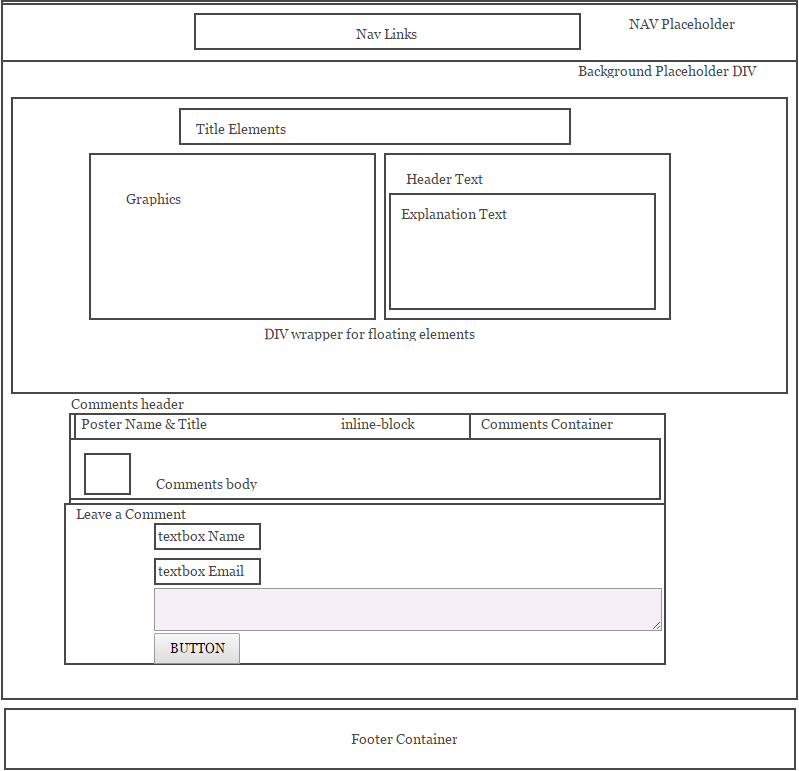 Nav Links
NAV Placeholder
Background Placeholder DIV
Title Elements
Graphics
Header Text
Explanation Text
DIV wrapper for floating elements
Comments header
Poster Name & Title
inline-block
Comments Container
Comments body
Leave a Comment
textbox Name
textbox Email
BUTTON
Footer Container